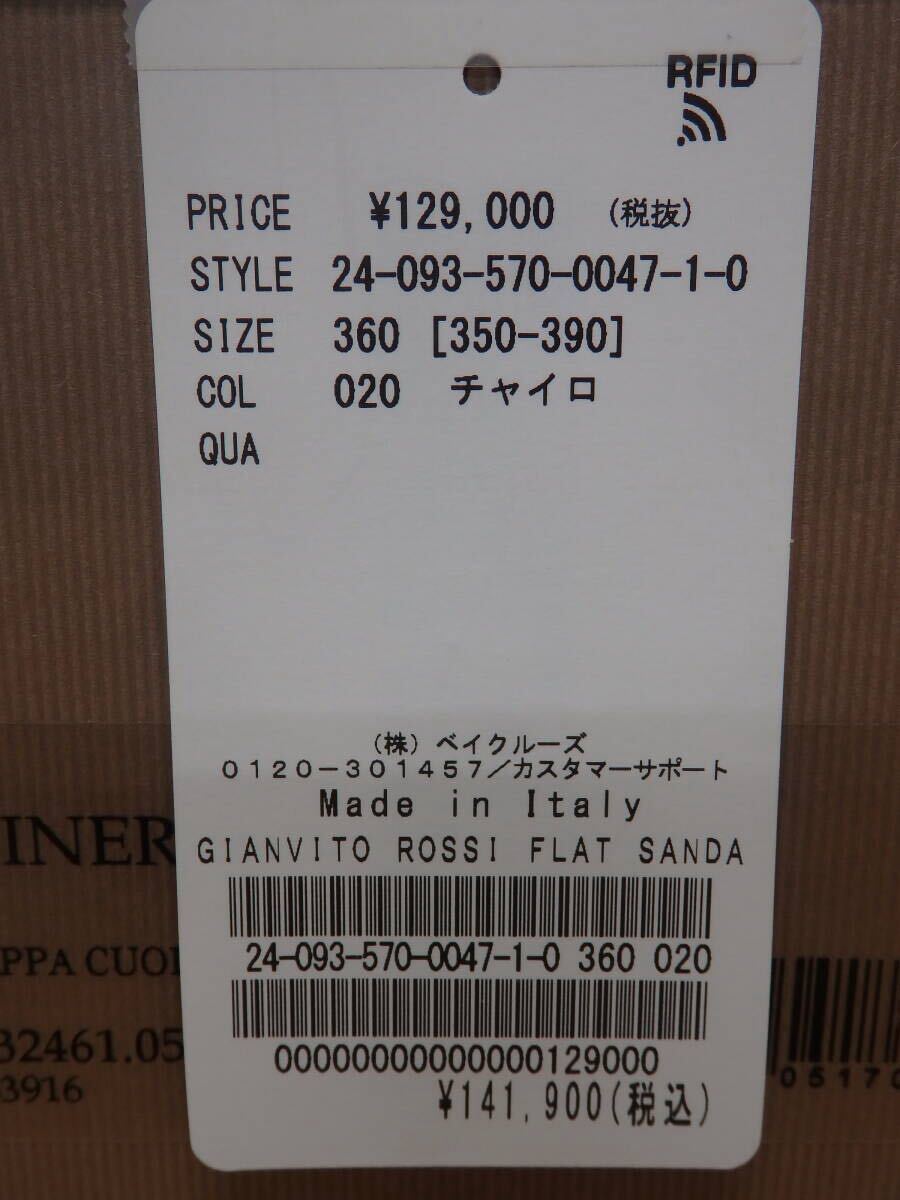 RFID
PRICE ¥129,000 (税抜)
STYLE 24-093-570-0047-1-0
SIZE 360 [350-390]
COL 020 チャイロ
QUA
(株)ベイクルーズ
0120-301457/カスタマーサポート
Made in Italy
GIANVITO ROSSI FLAT SANDA
24-093-570-0047-1-0 360 020
00000000000000129000
¥141,900(税込)
INER
PPA CUOI
32461.05
3916
05170